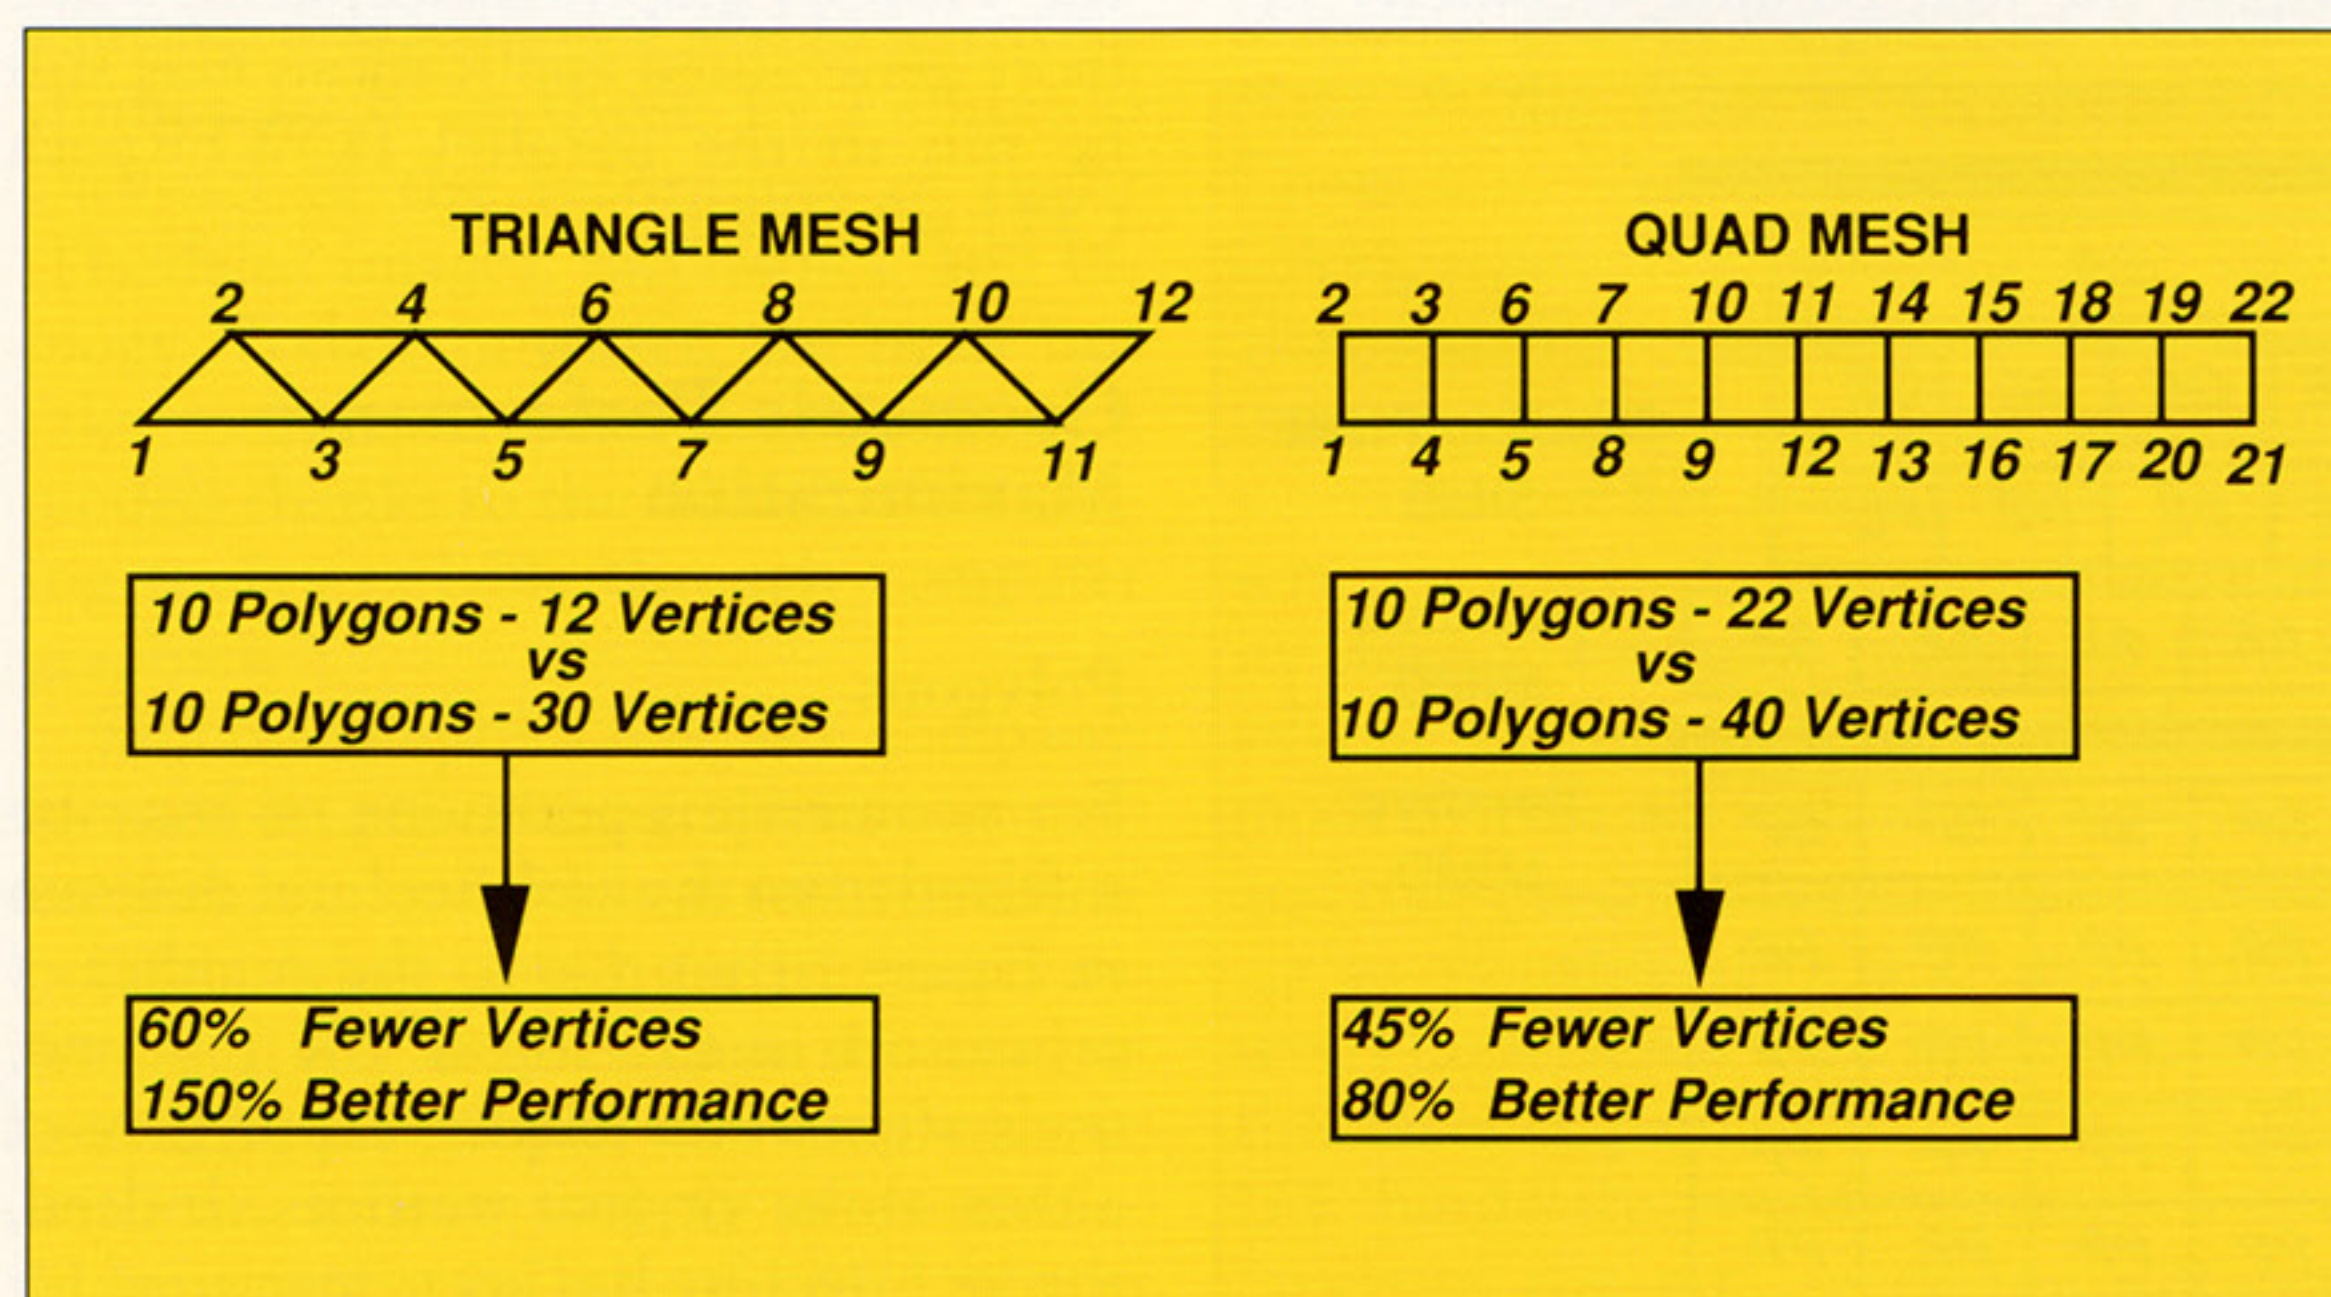 TRIANGLE MESH
2 4 6 8 10 12
1 3 5 7 9 11
10 Polygons - 12 Vertices
vs
10 Polygons - 30 Vertices
60% Fewer Vertices
150% Better Performance
QUAD MESH
2 3 6 7 10 11 14 15 18 19 22
1 4 5 8 9 12 13 16 17 20 21
10 Polygons - 22 Vertices
vs
10 Polygons - 40 Vertices
45% Fewer Vertices
80% Better Performance